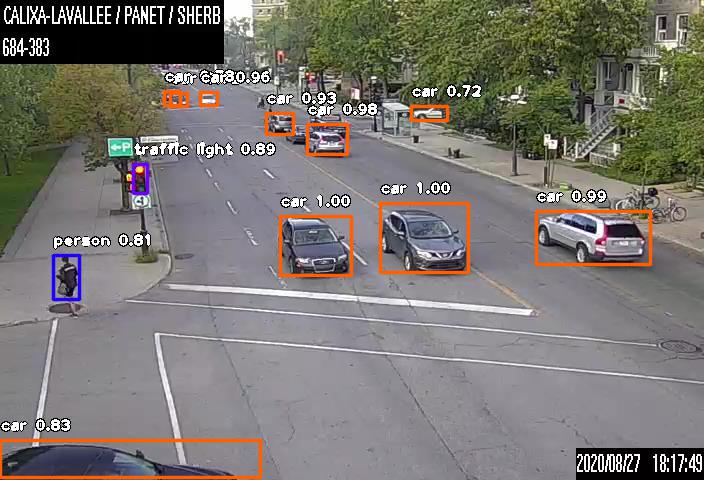 CALIXA-LAVALLEE / PANET / SHERB
684-383
car 0.96
car 0.93
car 0.98
car 0.72
traffic light 0.89
P
car 1.00
car 1.00
car 0.99
person 0.81
car 0.83
2020/08/27 18:17:49